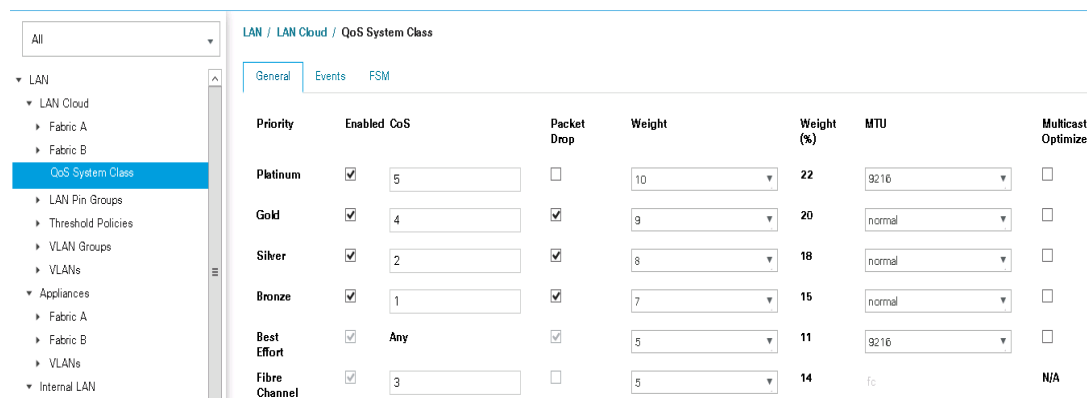 All
LAN / LAN Cloud / QoS System Class
General Events FSM
LAN
LAN Cloud
Fabric A
Fabric B
QoS System Class
LAN Pin Groups
Threshold Policies
VLAN Groups
VLANs
Appliances
Fabric A
Fabric B
VLANs
Internal LAN
Priority Enabled CoS Packet Drop Weight Weight (%) MTU Multicast Optimize
Platinum 5 10 22 9216
Gold 4 9 20 normal
Silver 2 8 18 normal
Bronze 1 7 15 normal
Best Effort Any 5 11 9216
Fibre Channel 3 5 14 fc N/A